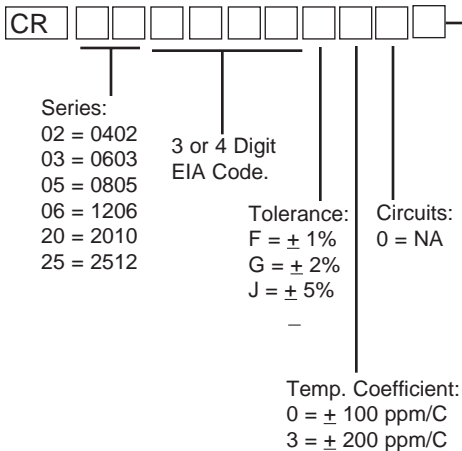 CR
Series:
02 = 0402
03 = 0603
05 = 0805
06 = 1206
20 = 2010
25 = 2512
3 or 4 Digit
EIA Code.
Tolerance:
F = ± 1%
G = ± 2%
J = ± 5%
_
Circuits:
0 = NA
Temp. Coefficient:
0 = ± 100 ppm/C
3 = ± 200 ppm/C